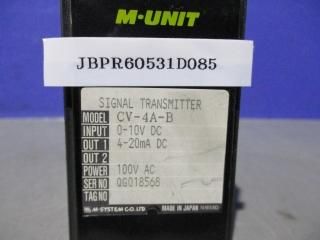 M-UNIT
JBPR60531D085
SIGNAL TRANSMITTER
MODEL CV-4A-B
INPUT 0-10V DC
OUT 1 4-20mA DC
OUT 2
POWER 100V AC
SER NO QG018568
TAG NO
M-SYSTEM CO.,LTD. MADE IN JAPAN